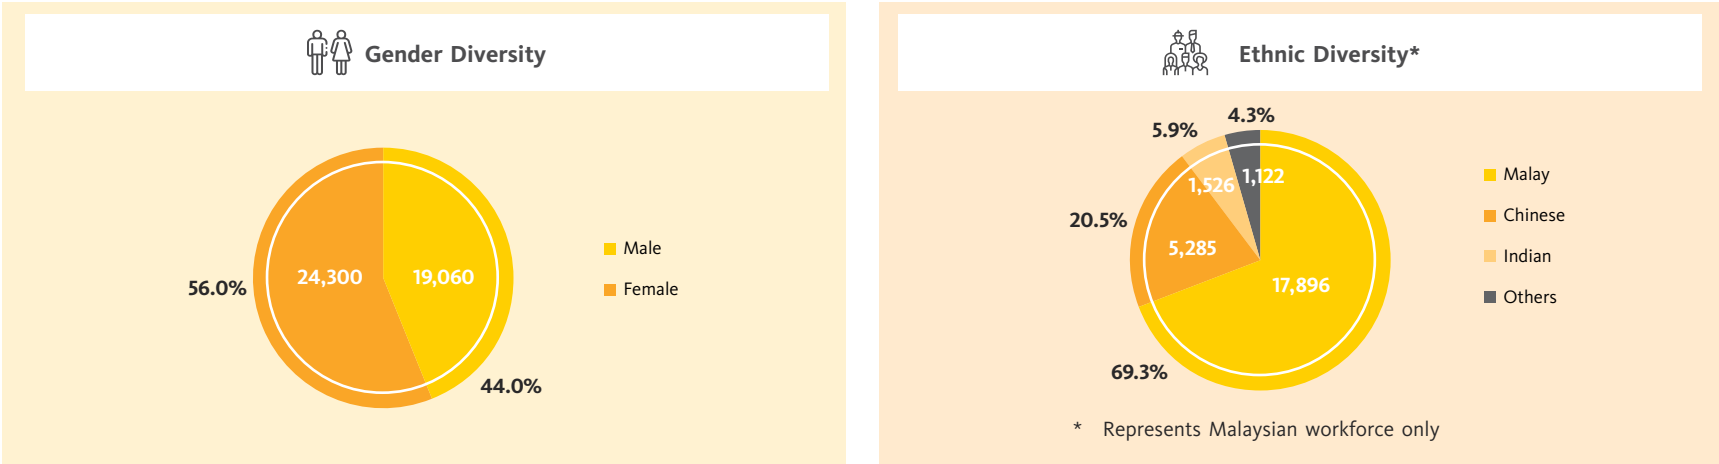 Gender Diversity
24,300
19,060
56.0%
44.0%
Male
Female
Ethnic Diversity*
4.3%
5.9%
1,526
1,122
20.5%
5,285
17,896
69.3%
Malay
Chinese
Indian
Others
* Represents Malaysian workforce only